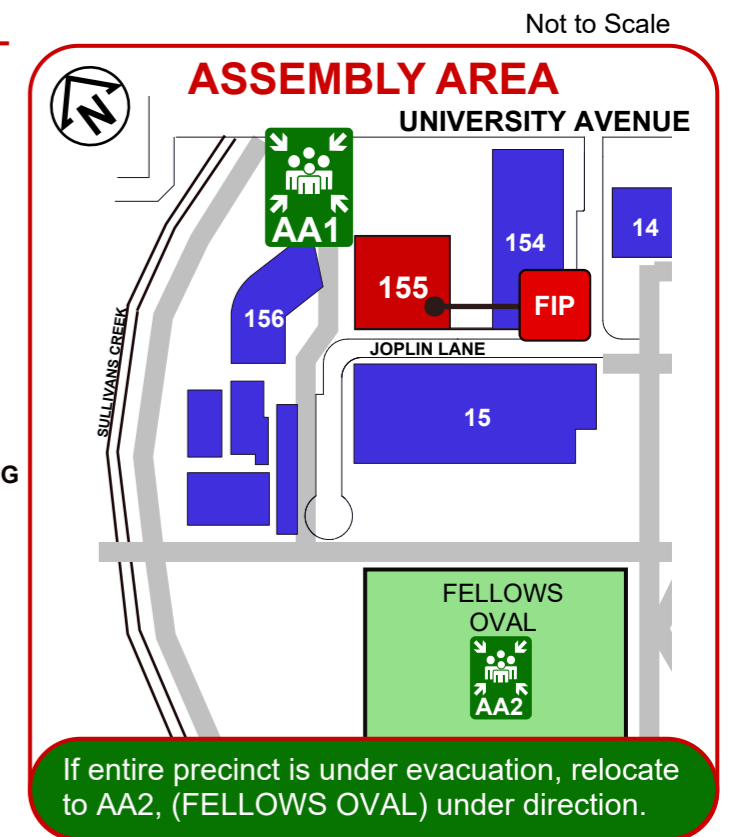 Not to Scale
ASSEMBLY AREA
N
UNIVERSITY AVENUE
AA1
154
14
155
FIP
156
JOPLIN LANE
SULLIVANS CREEK
15
G
FELLOWS
OVAL
AA2
If entire precinct is under evacuation, relocate
to AA2, (FELLOWS OVAL) under direction.